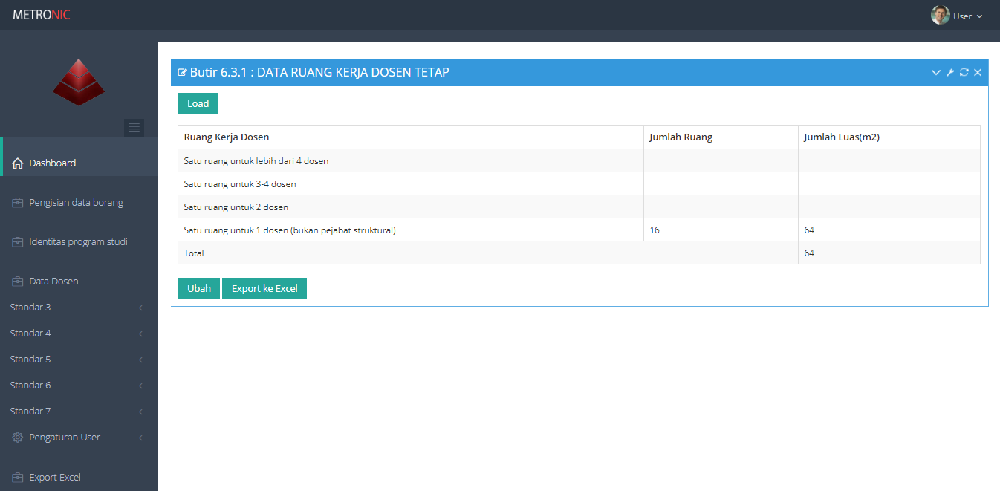 METRONIC
User
Butir 6.3.1 : DATA RUANG KERJA DOSEN TETAP
Load
Ruang Kerja Dosen Jumlah Ruang Jumlah Luas(m2)
Satu ruang untuk lebih dari 4 dosen
Satu ruang untuk 3-4 dosen
Satu ruang untuk 2 dosen
Satu ruang untuk 1 dosen (bukan pejabat struktural) 16 64
Total 64
Ubah Export ke Excel
Dashboard
Pengisian data borang
Identitas program studi
Data Dosen
Standar 3
Standar 4
Standar 5
Standar 6
Standar 7
Pengaturan User
Export Excel